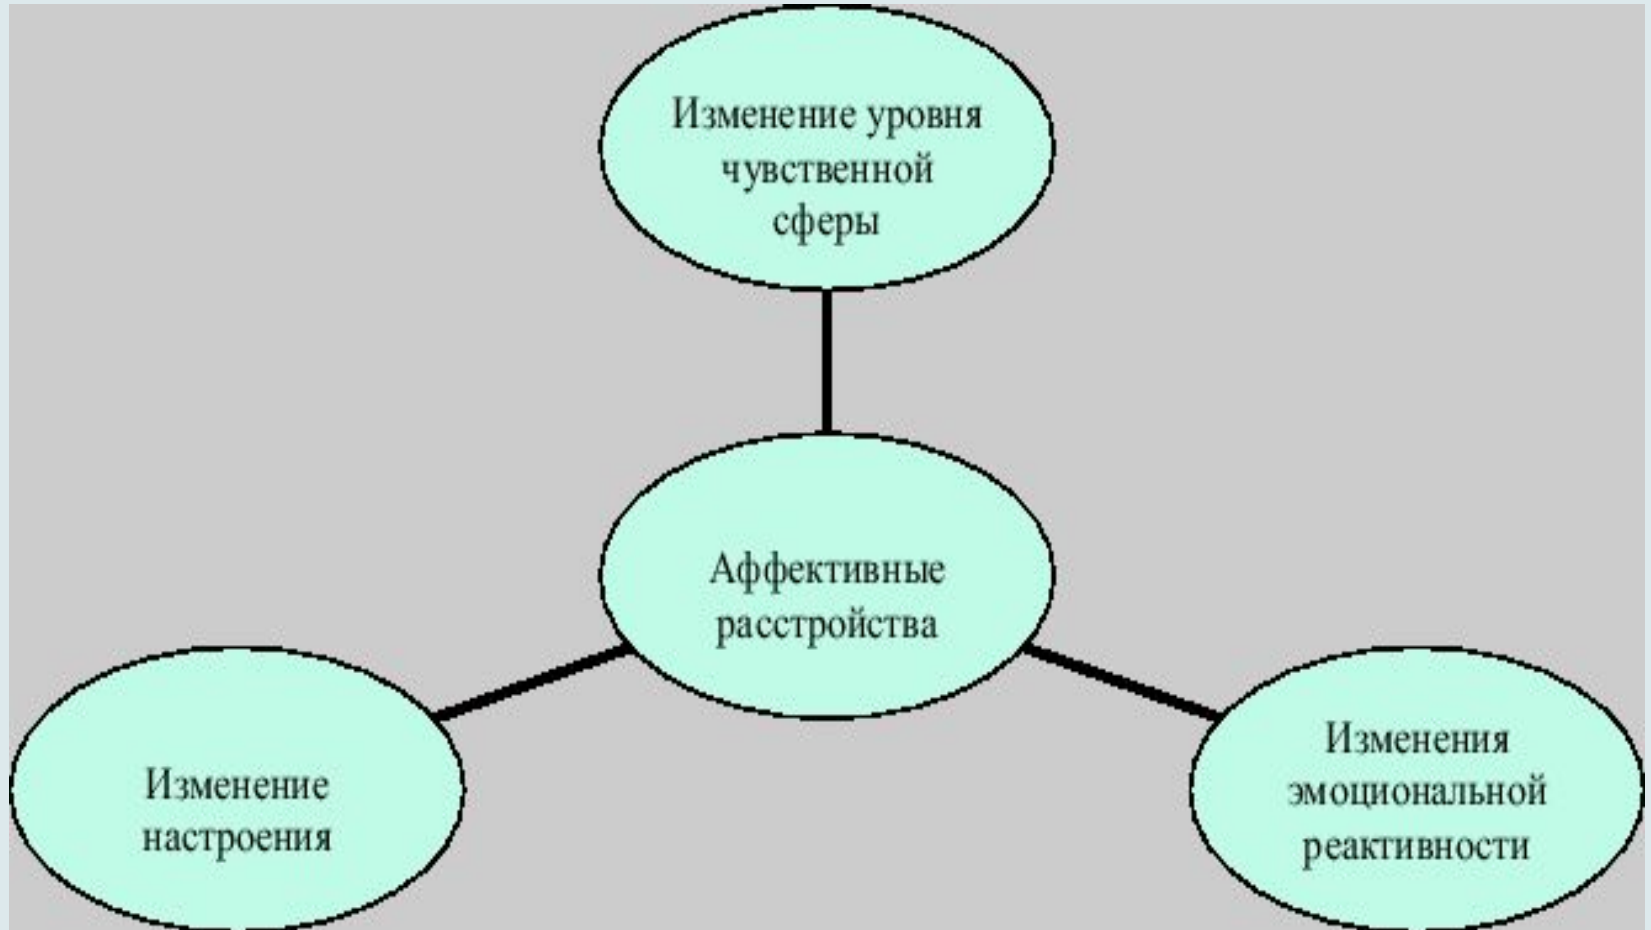 Изменение уровня
чувственной
сферы
Аффективные
расстройства
Изменение
настроения
Изменения
эмоциональной
реактивности